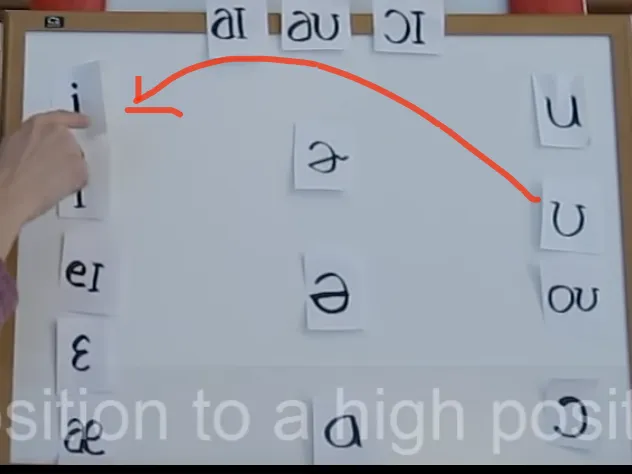 aɪ aʊ ɔɪ
i u
ɚ
ɪ ʊ
eɪ ə oʊ
ɛ
æ ɑ ɔ
sition to a high posit